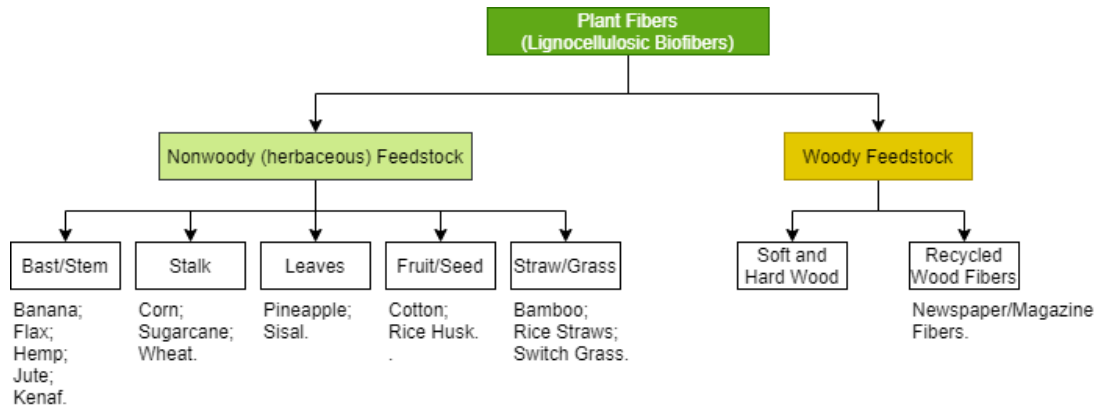 Plant Fibers
(Lignocellulosic Biofibers)
Nonwoody (herbaceous) Feedstock
Woody Feedstock
Bast/Stem
Stalk
Leaves
Fruit/Seed
Straw/Grass
Soft and
Hard Wood
Recycled
Wood Fibers
Banana;
Flax;
Hemp;
Jute;
Kenaf.
Corn;
Sugarcane;
Wheat.
Pineapple;
Sisal.
Cotton;
Rice Husk.
.
Bamboo;
Rice Straws;
Switch Grass.
Newspaper/Magazine
Fibers.